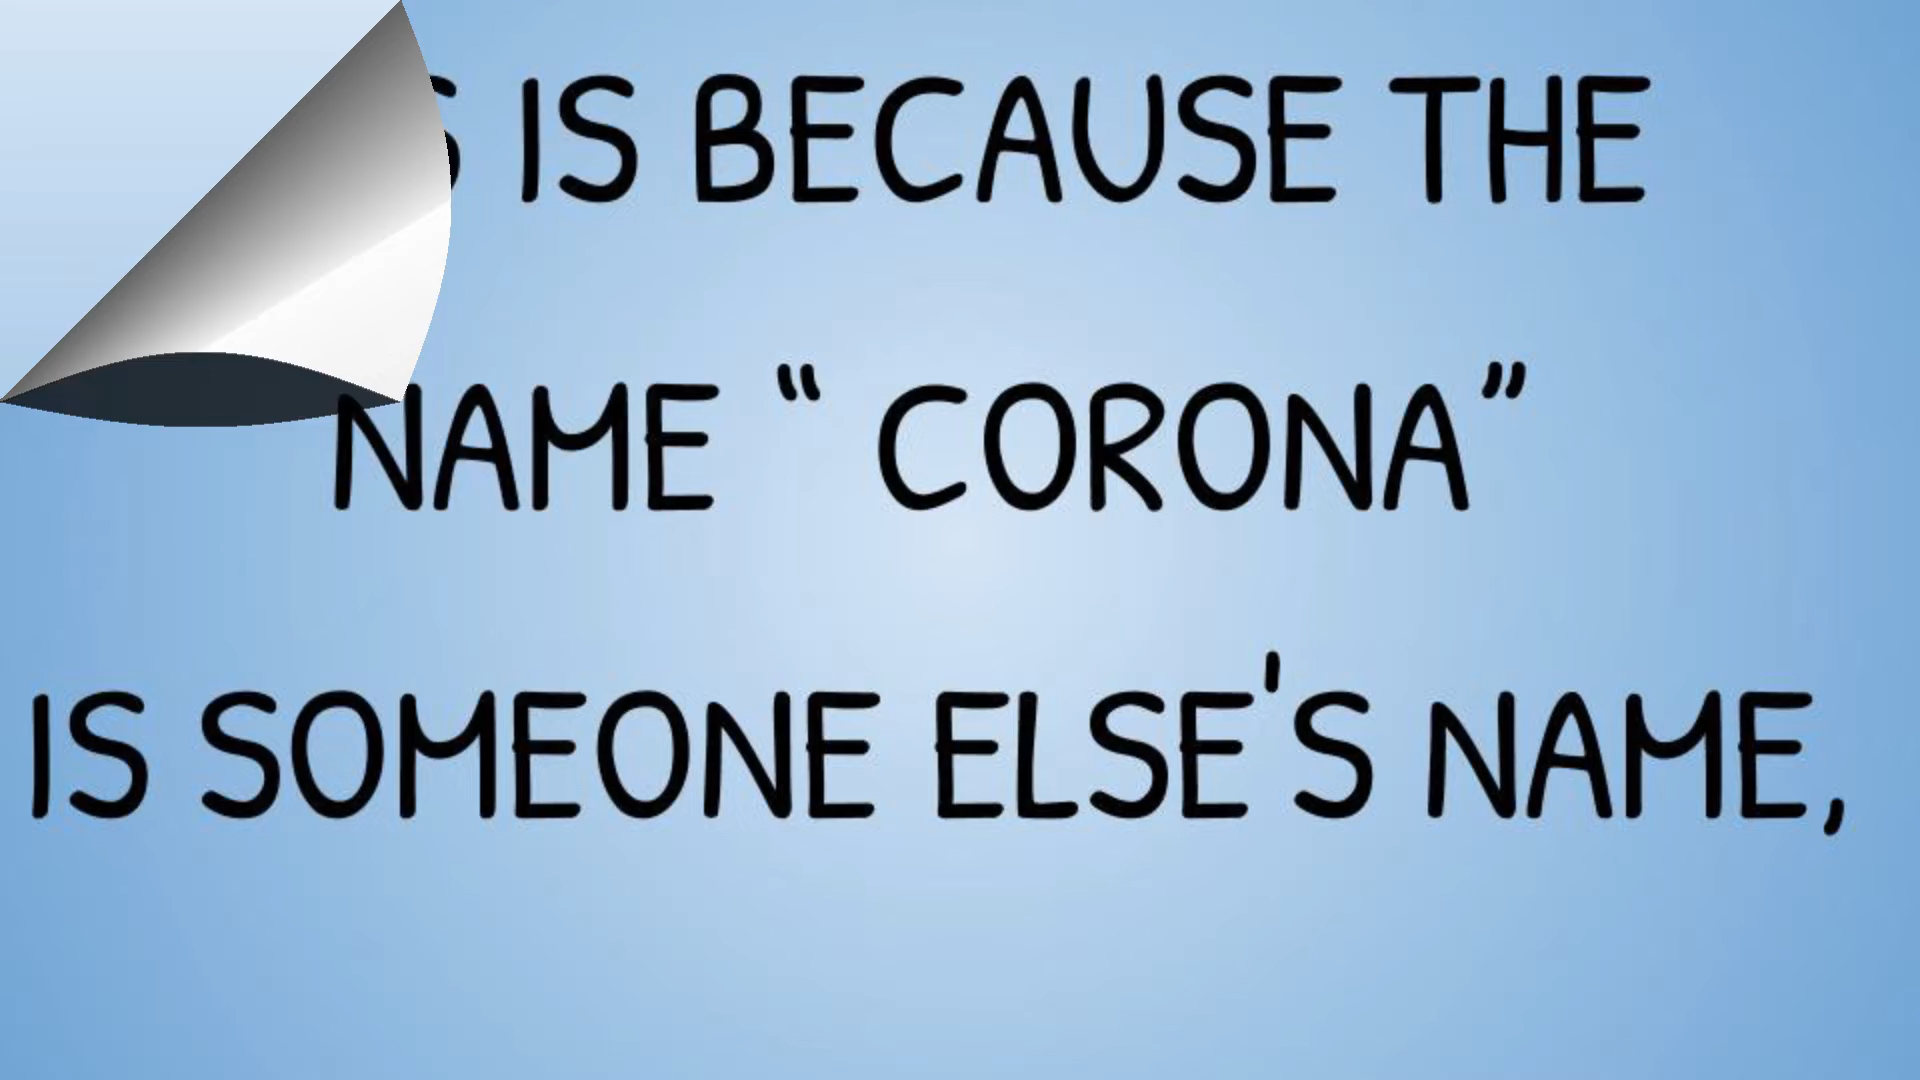 IS BECAUSE THE
NAME “ CORONA”
IS SOMEONE ELSE'S NAME,